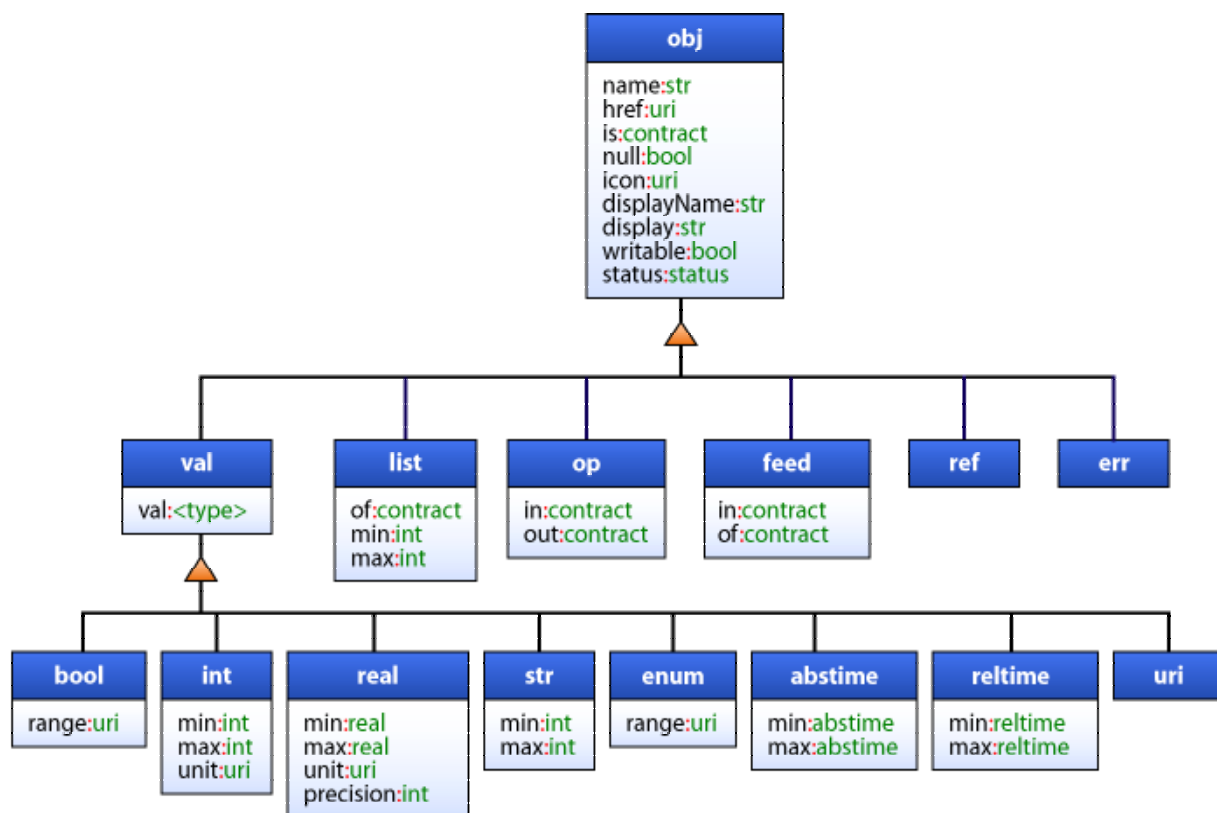 obj
name:str
href:uri
is:contract
null:bool
icon:uri
displayName:str
display:str
writable:bool
status:status
val
val:<type>
list
of:contract
min:int
max:int
op
in:contract
out:contract
feed
in:contract
of:contract
ref
err
bool
range:uri
int
min:int
max:int
unit:uri
real
min:real
max:real
unit:uri
precision:int
str
min:int
max:int
enum
range:uri
abstime
min:abstime
max:abstime
reltime
min:reltime
max:reltime
uri